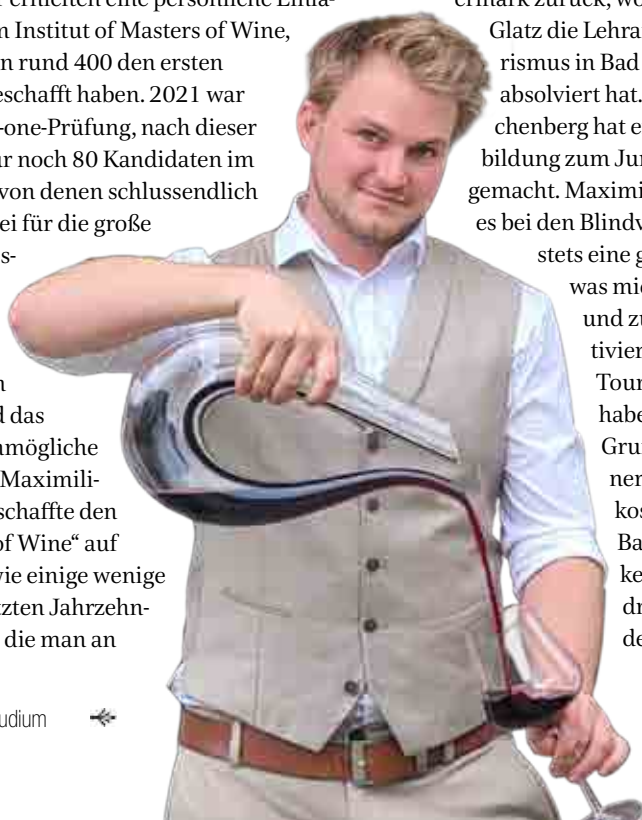 r erhielten eine persönliche Einla-
n Institut of Masters of Wine,
n rund 400 den ersten
eschafft haben. 2021 war
-one-Prüfung, nach dieser
ur noch 80 Kandidaten im
von denen schlussendlich
ei für die große
s-
n
d das
nmögliche
Maximili-
schaffte den
of Wine“ auf
wie einige wenige
tzten Jahrzehn-
die man an
udium
ermark zurück, wo
Glatz die Lehra
rismus in Bad
absolviert hat.
chenberg hat e
bildung zum Ju
gemacht. Maximi
es bei den Blindv
stets eine g
was mic
und zu
tivier
Tour
habe
Gru
ner
kos
Ba
ke
dr
de